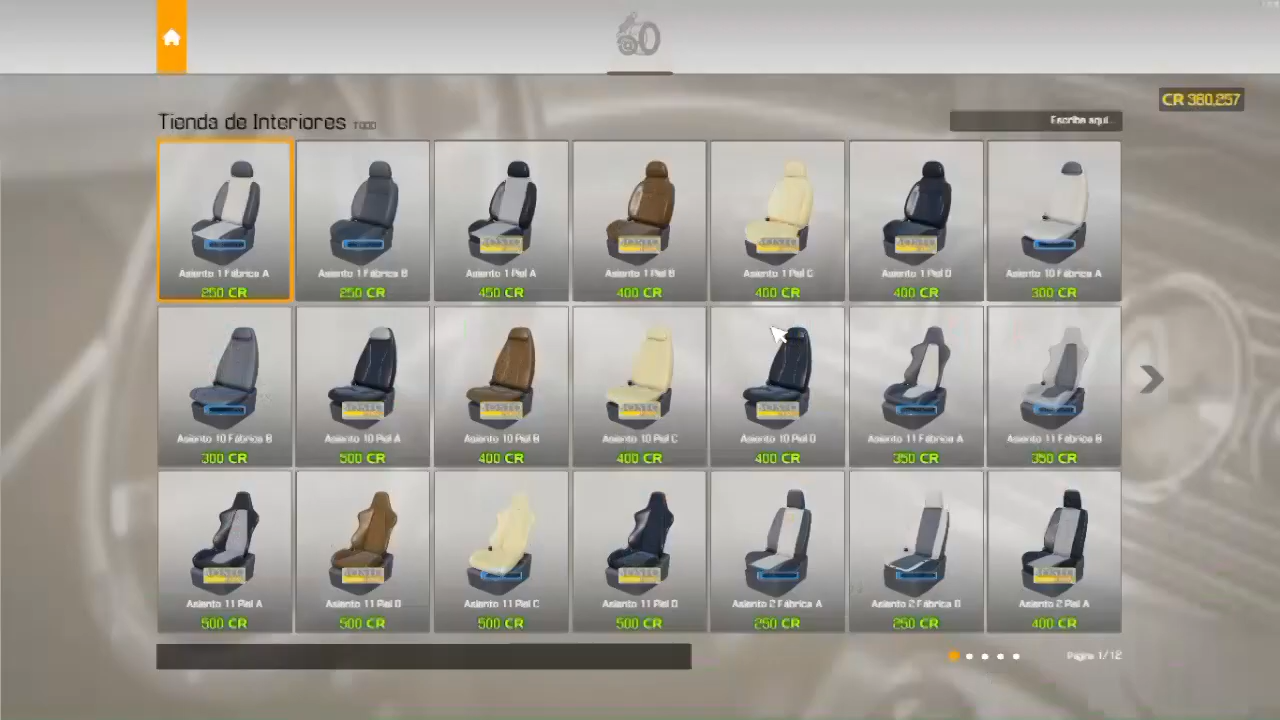 CR 380,257
Tienda de Interiores TODO
Escribe aquí...
Asiento 1 Fábrica A
250 CR
Asiento 1 Fábrica B
250 CR
Asiento 1 Piel A
450 CR
Asiento 1 Piel B
400 CR
Asiento 1 Piel C
400 CR
Asiento 1 Piel D
400 CR
Asiento 10 Fábrica A
300 CR
Asiento 10 Fábrica B
300 CR
Asiento 10 Piel A
500 CR
Asiento 10 Piel B
400 CR
Asiento 10 Piel C
400 CR
Asiento 10 Piel D
400 CR
Asiento 11 Fábrica A
350 CR
Asiento 11 Fábrica B
350 CR
Asiento 11 Piel A
500 CR
Asiento 11 Piel B
500 CR
Asiento 11 Piel C
500 CR
Asiento 11 Piel D
500 CR
Asiento 2 Fábrica A
250 CR
Asiento 2 Fábrica B
250 CR
Asiento 2 Piel A
400 CR
Página 1/12